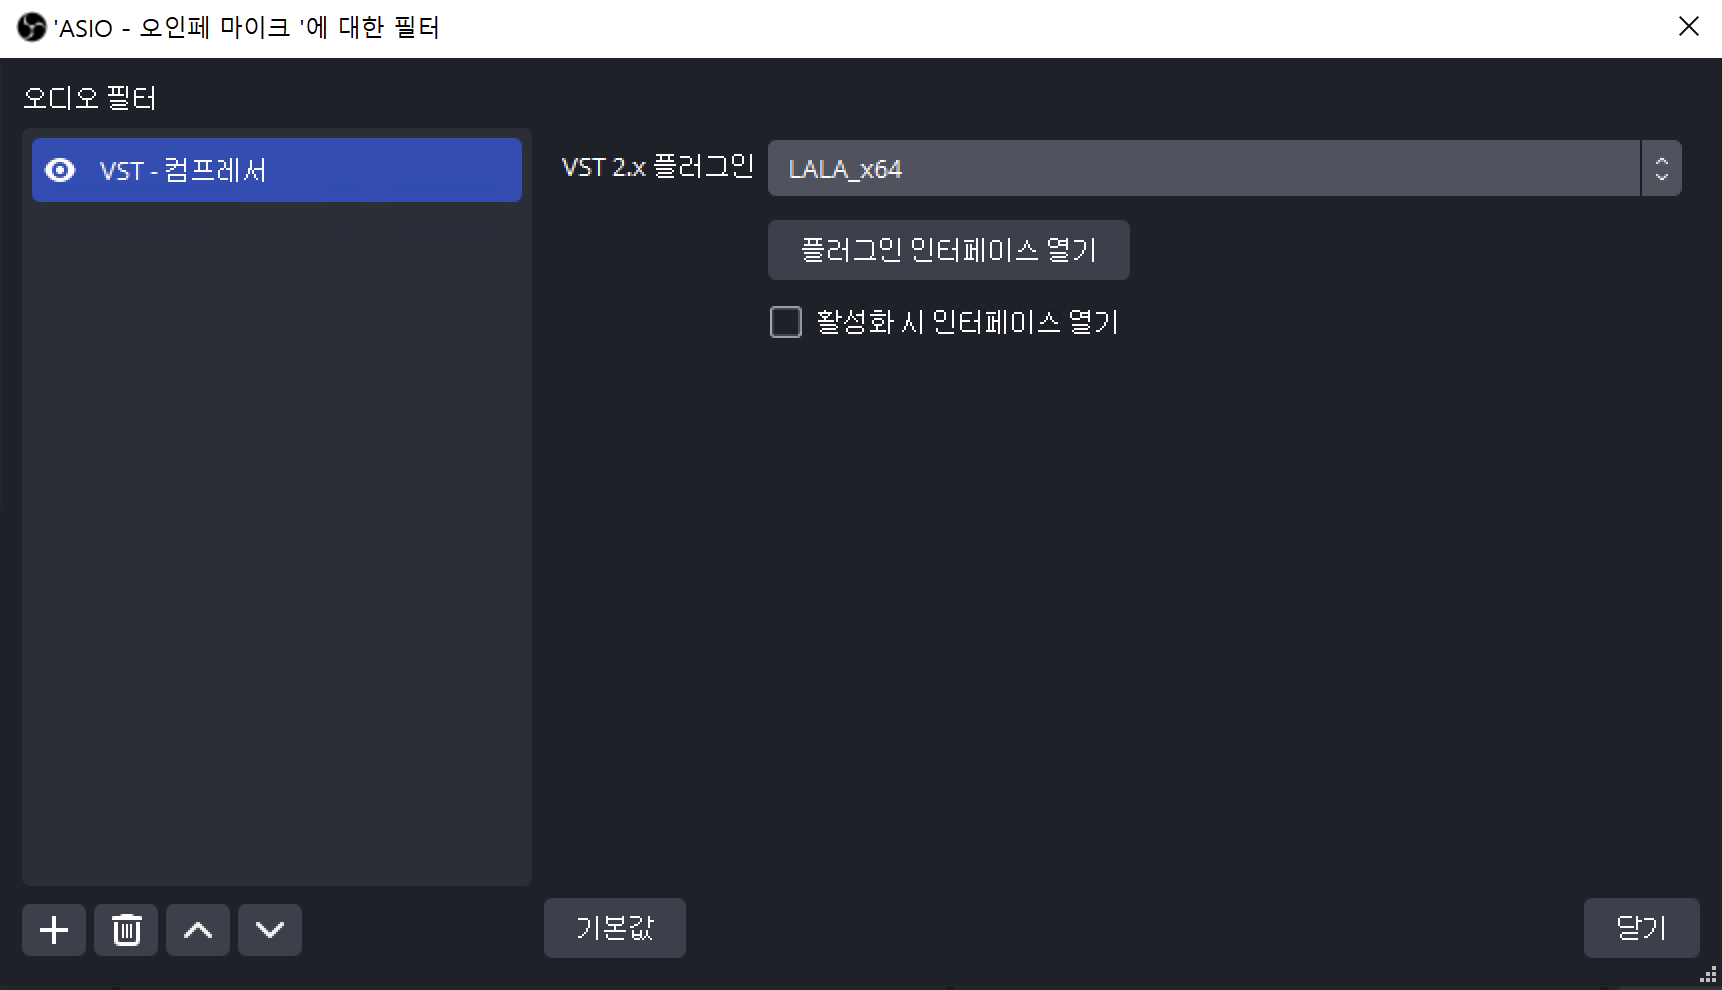 'ASIO - 오인페 마이크 '에 대한 필터
오디오 필터
VST - 컴프레서
VST 2.x 플러그인
LALA_x64
플러그인 인터페이스 열기
활성화 시 인터페이스 열기
기본값
닫기